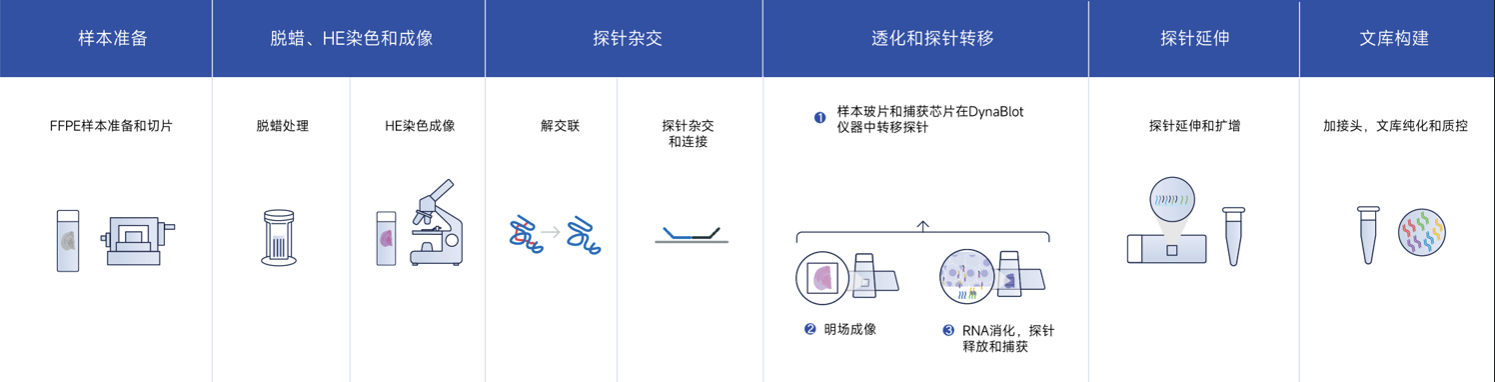 样本准备
脱蜡、HE染色和成像
探针杂交
透化和探针转移
探针延伸
文库构建
FFPE样本准备和切片
脱蜡处理
HE染色成像
解交联
探针杂交
和连接
1 样本玻片和捕获芯片在DynaBlot
仪器中转移探针
2 明场成像
3 RNA消化，探针
释放和捕获
探针延伸和扩增
加接头，文库纯化和质控